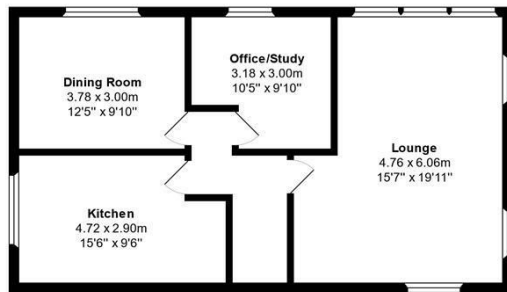 Dining Room
3.78 x 3.00m
12'5" x 9'10"
Office/Study
3.18 x 3.00m
10'5" x 9'10"
Lounge
4.76 x 6.06m
15'7" x 19'11"
Kitchen
4.72 x 2.90m
15'6" x 9'6"